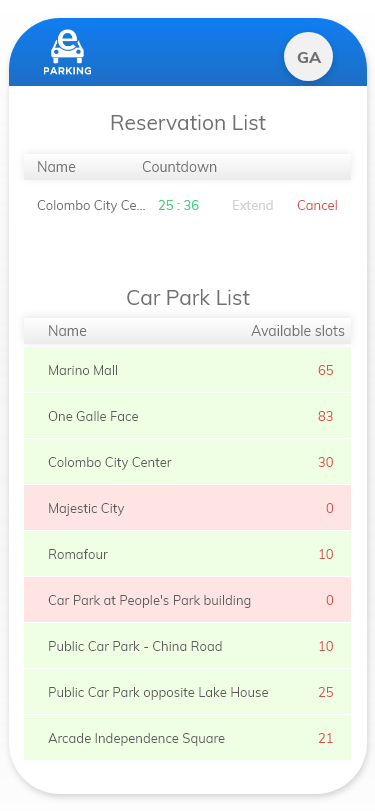 e
PARKING
GA
Reservation List
Name Countdown
Colombo City Ce... 25 : 36 Extend Cancel
Car Park List
Name Available slots
Marino Mall 65
One Galle Face 83
Colombo City Center 30
Majestic City 0
Romafour 10
Car Park at People's Park building 0
Public Car Park - China Road 10
Public Car Park opposite Lake House 25
Arcade Independence Square 21